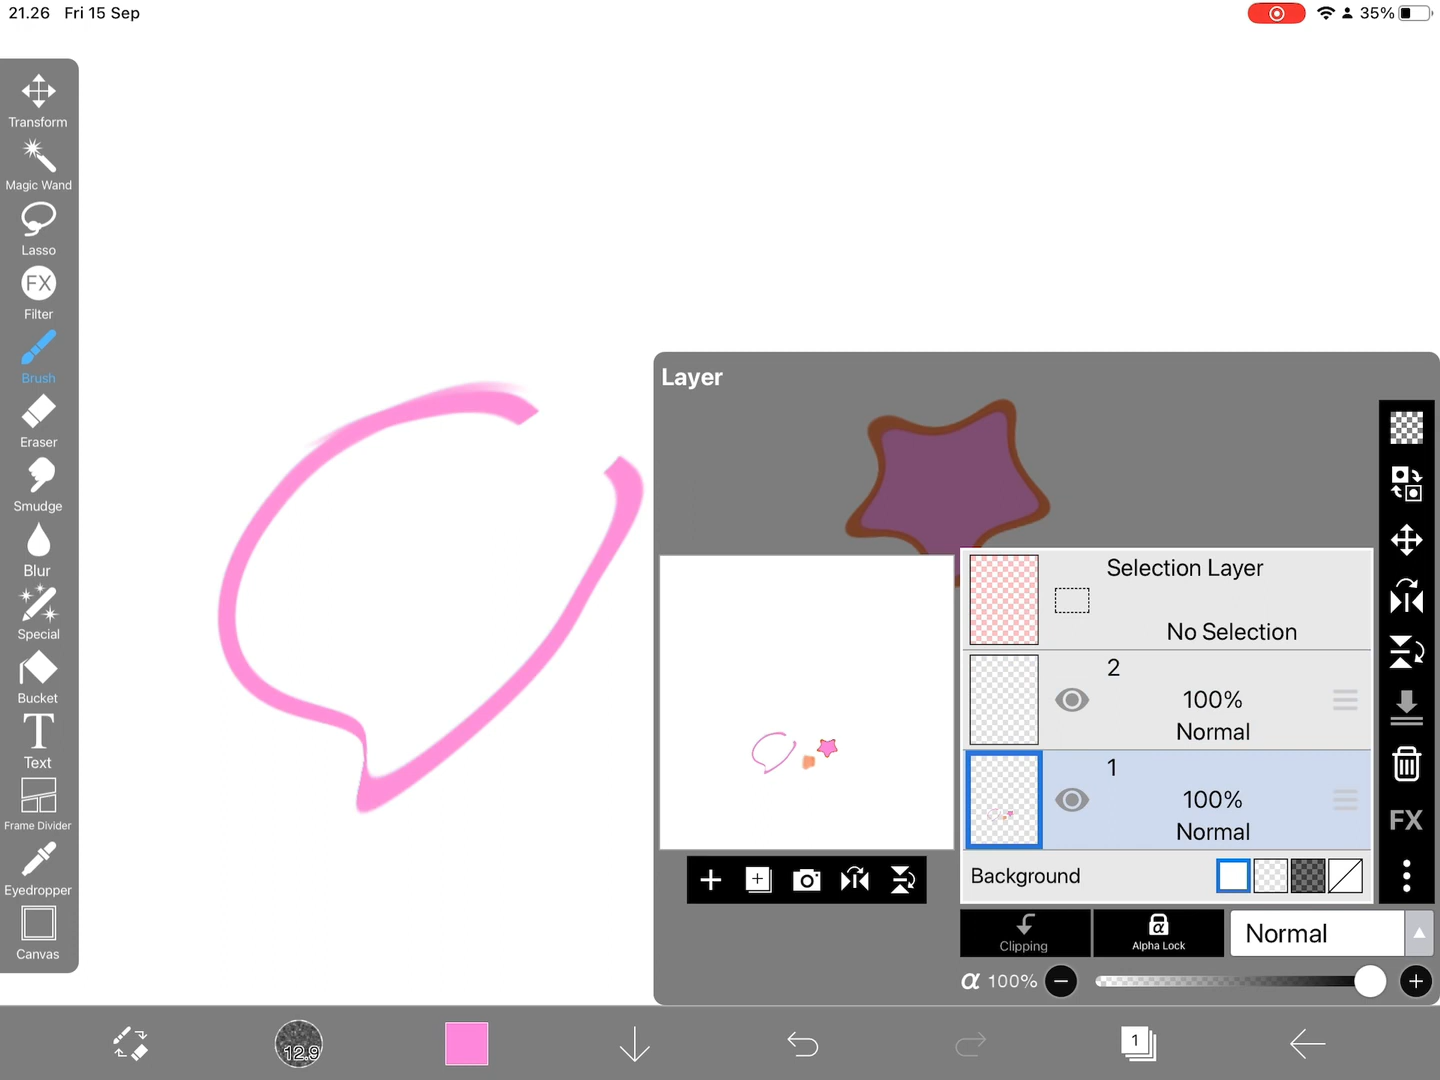 21.26 Fri 15 Sep
35%
Transform
Magic Wand
Lasso
FX
Filter
Brush
Eraser
Smudge
Blur
Special
Bucket
T
Text
Frame Divider
Eyedropper
Canvas
Layer
Selection Layer
No Selection
2
100%
Normal
1
100%
Normal
Background
FX
Clipping
α
Alpha Lock
Normal
α 100%
12.9
1